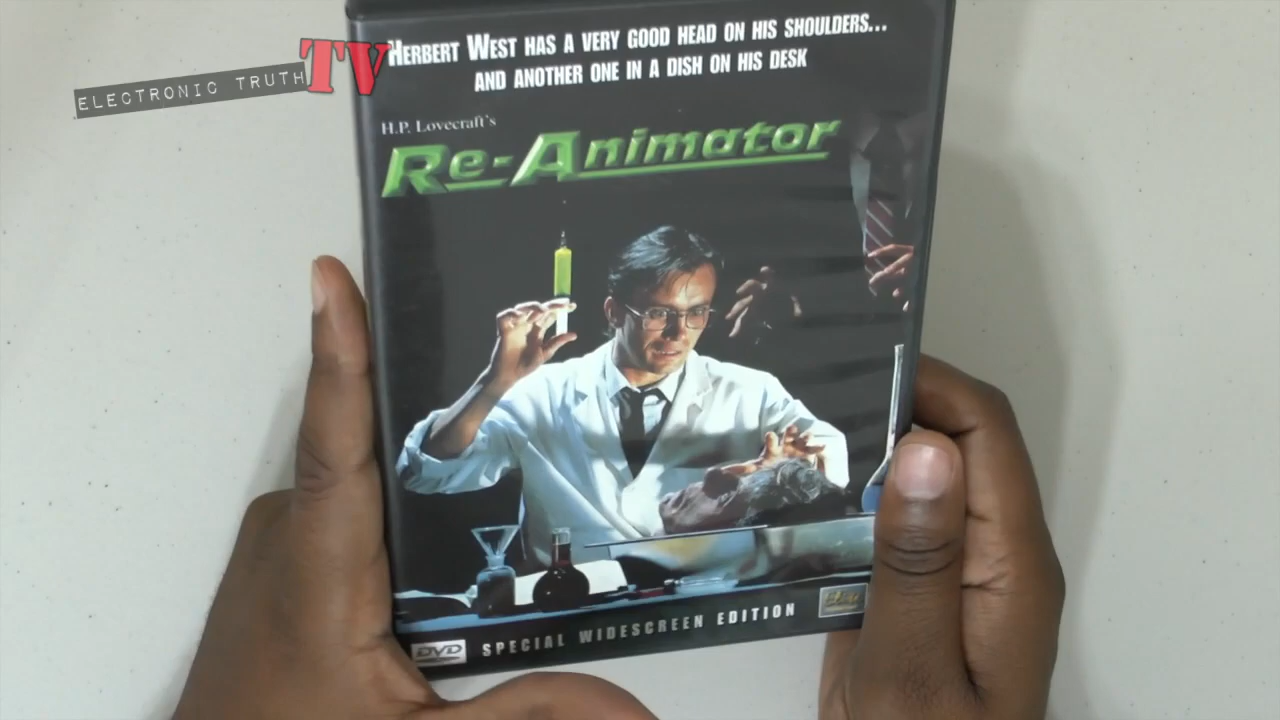 ELECTRONIC TRUTH TV
HERBERT WEST HAS A VERY GOOD HEAD ON HIS SHOULDERS...
AND ANOTHER ONE IN A DISH ON HIS DESK
H.P. Lovecraft's
Re-Animator
DVD SPECIAL WIDESCREEN EDITION